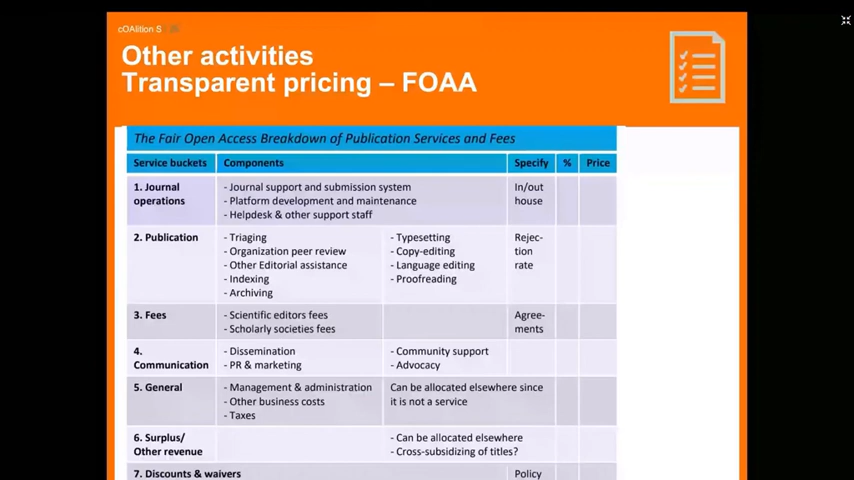 cOAlition S
Other activities
Transparent pricing – FOAA
The Fair Open Access Breakdown of Publication Services and Fees
Service buckets Components Specify % Price
1. Journal operations
- Journal support and submission system
- Platform development and maintenance
- Helpdesk & other support staff
In/out house
2. Publication
- Triaging
- Organization peer review
- Other Editorial assistance
- Indexing
- Archiving
- Typesetting
- Copy-editing
- Language editing
- Proofreading
Rejec-
tion
rate
3. Fees
- Scientific editors fees
- Scholarly societies fees
Agree-
ments
4.
Communication
- Dissemination
- PR & marketing
- Community support
- Advocacy
5. General
- Management & administration
- Other business costs
- Taxes
Can be allocated elsewhere since
it is not a service
6. Surplus/
Other revenue
- Can be allocated elsewhere
- Cross-subsidizing of titles?
7. Discounts & waivers
Policy